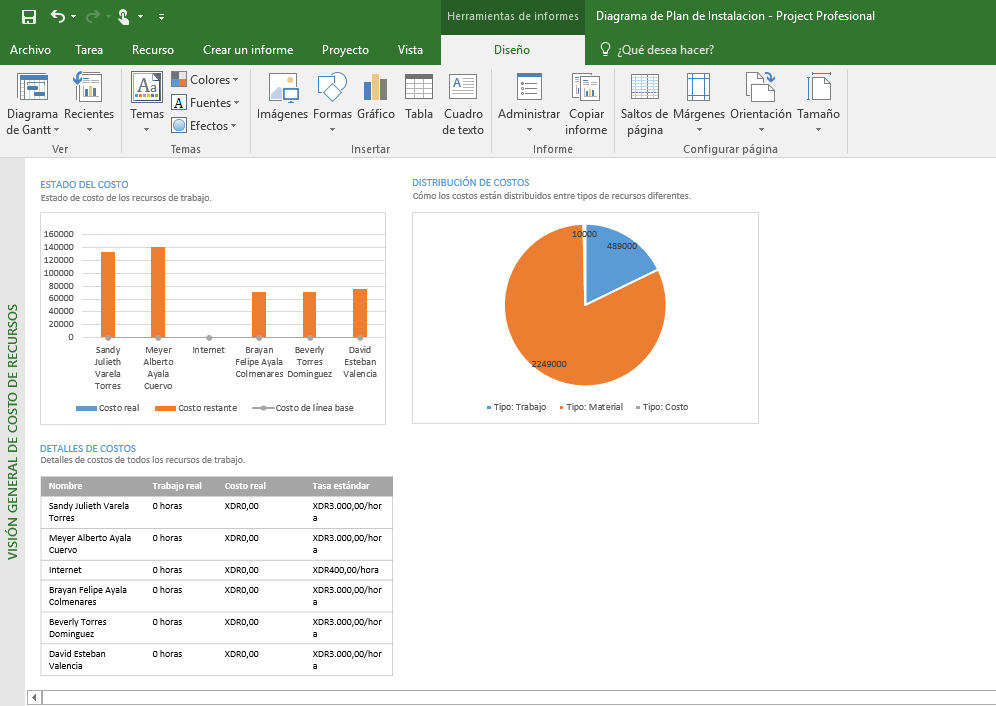 Herramientas de informes
Diagrama de Plan de Instalacion - Project Profesional
Archivo Tarea Recurso Crear un informe Proyecto Vista Diseño ¿Qué desea hacer?
Diagrama de Gantt
Recientes
Ver
Temas
Colores
Fuentes
Efectos
Temas
Imágenes
Formas
Gráfico
Tabla
Cuadro de texto
Insertar
Administrar
Copiar informe
Informe
Saltos de página
Márgenes
Orientación
Tamaño
Configurar página
VISIÓN GENERAL DE COSTO DE RECURSOS
ESTADO DEL COSTO
Estado de costo de los recursos de trabajo.
160000
140000
120000
100000
80000
60000
40000
20000
0
Sandy
Julieth
Varela
Torres
Meyer
Alberto
Ayala
Cuervo
Internet
Brayan
Felipe Ayala
Colmenares
Beverly
Torres
Dominguez
David
Esteban
Valencia
Costo real Costo restante Costo de línea base
DISTRIBUCIÓN DE COSTOS
Cómo los costos están distribuidos entre tipos de recursos diferentes.
10000
489000
2249000
Tipo: Trabajo Tipo: Material Tipo: Costo
DETALLES DE COSTOS
Detalles de costos de todos los recursos de trabajo.
Nombre Trabajo real Costo real Tasa estándar
Sandy Julieth Varela 0 horas XDR0,00 XDR3.000,00/hor
Torres a
Meyer Alberto Ayala 0 horas XDR0,00 XDR3.000,00/hor
Cuervo a
Internet 0 horas XDR0,00 XDR400,00/hora
Brayan Felipe Ayala 0 horas XDR0,00 XDR3.000,00/hor
Colmenares a
Beverly Torres 0 horas XDR0,00 XDR3.000,00/hor
Dominguez a
David Esteban 0 horas XDR0,00 XDR3.000,00/hor
Valencia a